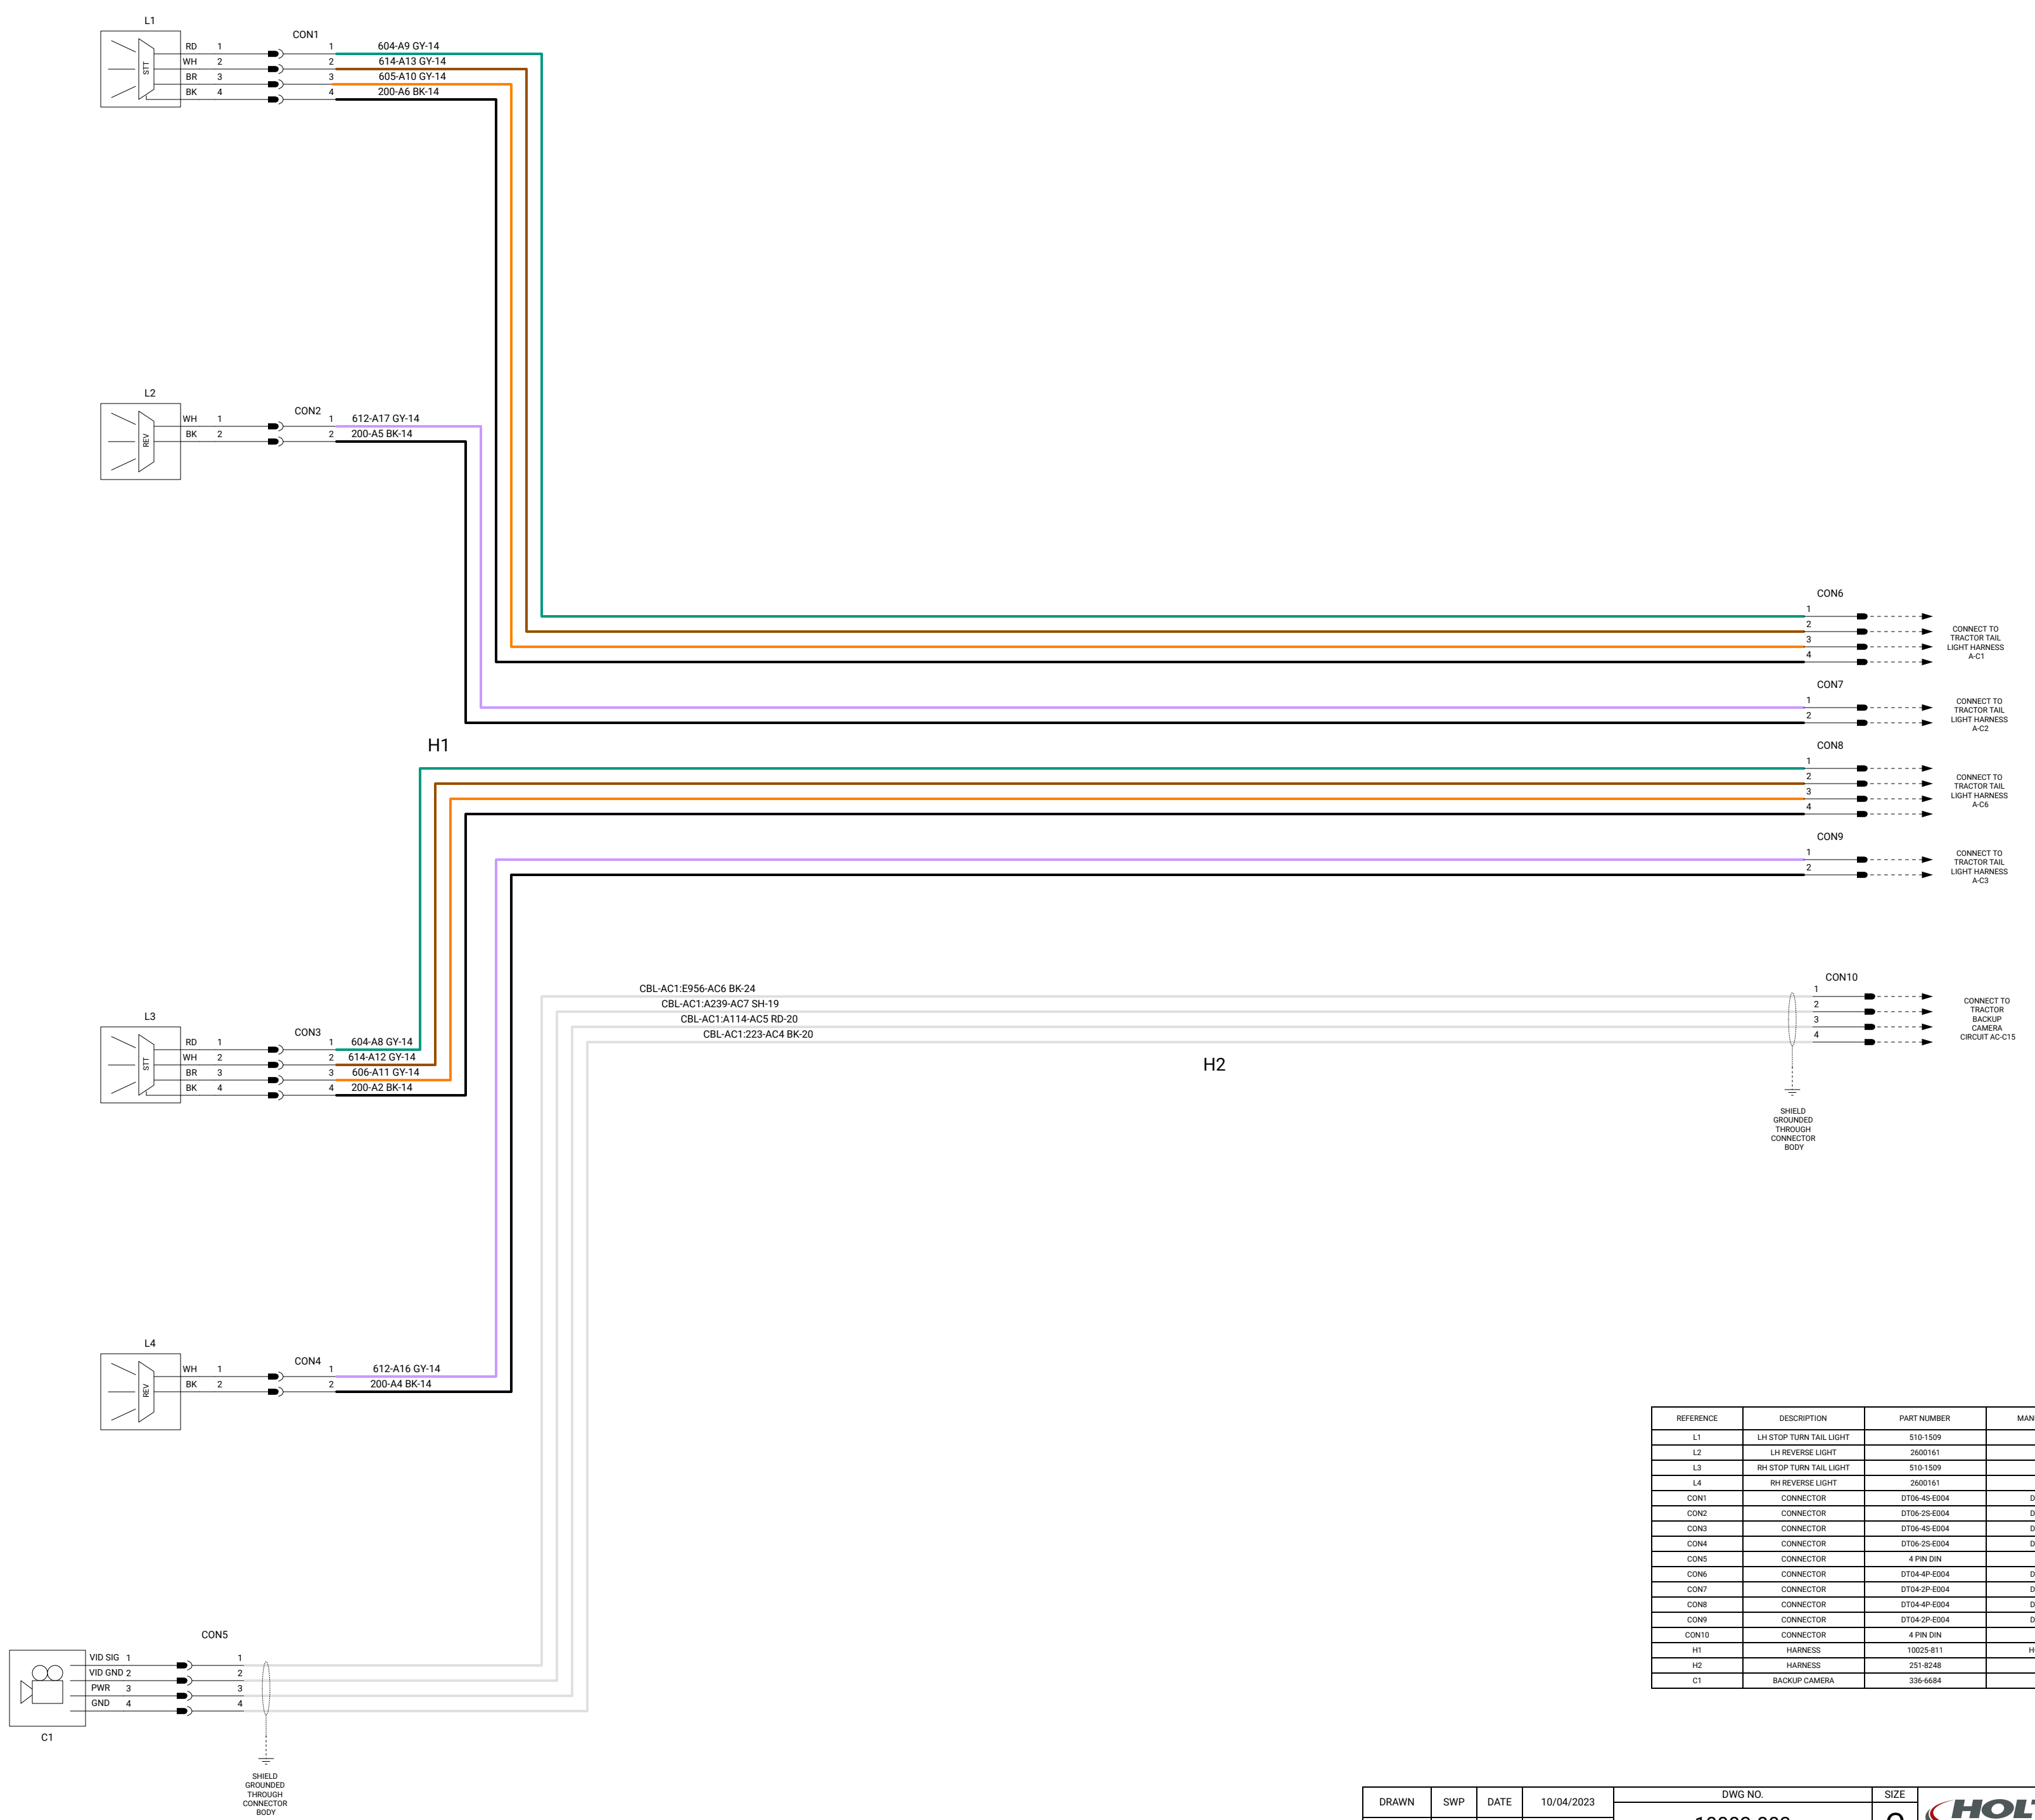 L1
STT
RD 1
WH 2
BR 3
BK 4
CON1
1 604-A9 GY-14
2 614-A13 GY-14
3 605-A10 GY-14
4 200-A6 BK-14
L2
REV
WH 1
BK 2
CON2
1 612-A17 GY-14
2 200-A5 BK-14
CON6
1
2
3
4
CONNECT TO
TRACTOR TAIL
LIGHT HARNESS
A-C1
CON7
1
2
CONNECT TO
TRACTOR TAIL
LIGHT HARNESS
A-C2
H1
CON8
1
2
3
4
CONNECT TO
TRACTOR TAIL
LIGHT HARNESS
A-C6
CON9
1
2
CONNECT TO
TRACTOR TAIL
LIGHT HARNESS
A-C3
CBL-AC1:E956-AC6 BK-24
CBL-AC1:A239-AC7 SH-19
CBL-AC1:A114-AC5 RD-20
CBL-AC1:223-AC4 BK-20
H2
CON10
1
2
3
4
CONNECT TO
TRACTOR
BACKUP
CAMERA
CIRCUIT AC-C15
SHIELD
GROUNDED
THROUGH
CONNECTOR
BODY
L3
STT
RD 1
WH 2
BR 3
BK 4
CON3
1 604-A8 GY-14
2 614-A12 GY-14
3 606-A11 GY-14
4 200-A2 BK-14
L4
REV
WH 1
BK 2
CON4
1 612-A16 GY-14
2 200-A4 BK-14
CON5
VID SIG 1 1
VID GND 2 2
PWR 3 3
GND 4 4
C1
SHIELD
GROUNDED
THROUGH
CONNECTOR
BODY
REFERENCE DESCRIPTION PART NUMBER
L1 LH STOP TURN TAIL LIGHT 510-1509
L2 LH REVERSE LIGHT 2600161
L3 RH STOP TURN TAIL LIGHT 510-1509
L4 RH REVERSE LIGHT 2600161
CON1 CONNECTOR DT06-4S-E004
CON2 CONNECTOR DT06-2S-E004
CON3 CONNECTOR DT06-4S-E004
CON4 CONNECTOR DT06-2S-E004
CON5 CONNECTOR 4 PIN DIN
CON6 CONNECTOR DT04-4P-E004
CON7 CONNECTOR DT04-2P-E004
CON8 CONNECTOR DT04-4P-E004
CON9 CONNECTOR DT04-2P-E004
CON10 CONNECTOR 4 PIN DIN
H1 HARNESS 10025-811
H2 HARNESS 251-8248
C1 BACKUP CAMERA 336-6684
DRAWN SWP DATE 10/04/2023 DWG NO. SIZE